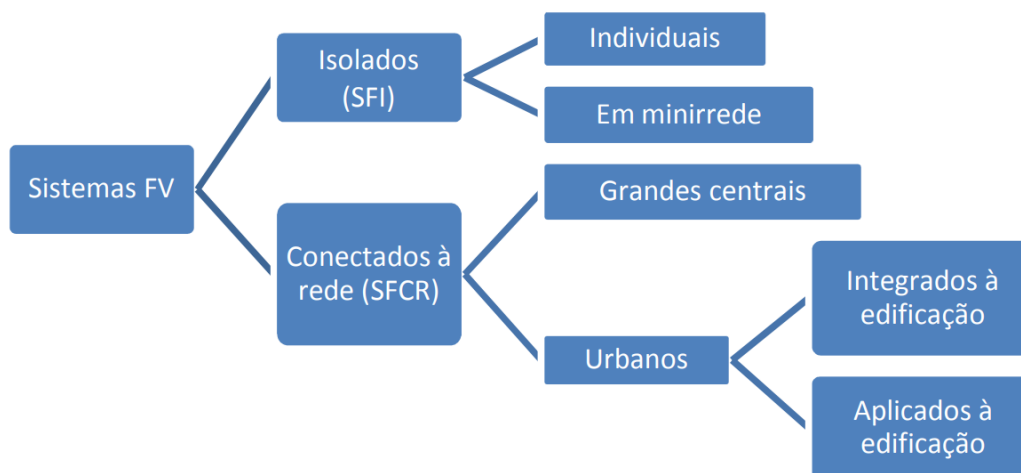 Sistemas FV
Isolados
(SFI)
Individuais
Em minirrede
Conectados à
rede (SFCR)
Grandes centrais
Urbanos
Integrados à
edificação
Aplicados à
edificação